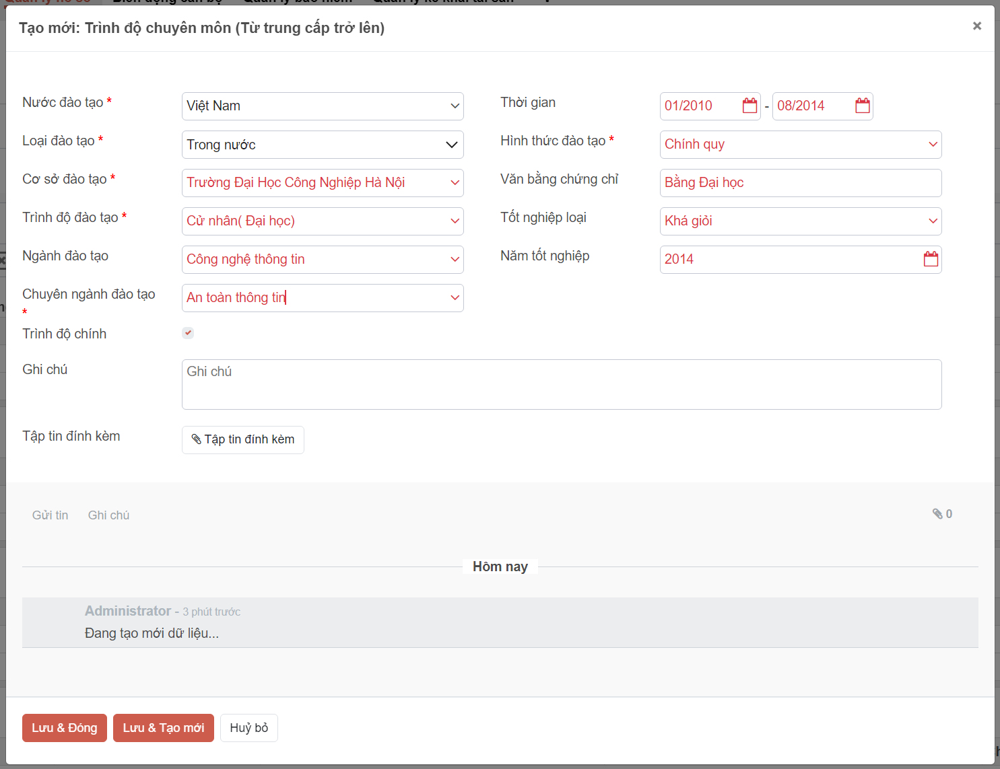 Tạo mới: Trình độ chuyên môn (Từ trung cấp trở lên) ×
Nước đào tạo * Việt Nam Thời gian 01/2010 - 08/2014
Loại đào tạo * Trong nước Hình thức đào tạo * Chính quy
Cơ sở đào tạo * Trường Đại Học Công Nghiệp Hà Nội Văn bằng chứng chỉ Bằng Đại học
Trình độ đào tạo * Cử nhân( Đại học) Tốt nghiệp loại Khá giỏi
Ngành đào tạo Công nghệ thông tin Năm tốt nghiệp 2014
Chuyên ngành đào tạo * An toàn thông tin
Trình độ chính
Ghi chú Ghi chú
Tập tin đính kèm Tập tin đính kèm
Gửi tin Ghi chú 0
Hôm nay
Administrator - 3 phút trước
Đang tạo mới dữ liệu...
Lưu & Đóng Lưu & Tạo mới Huỷ bỏ